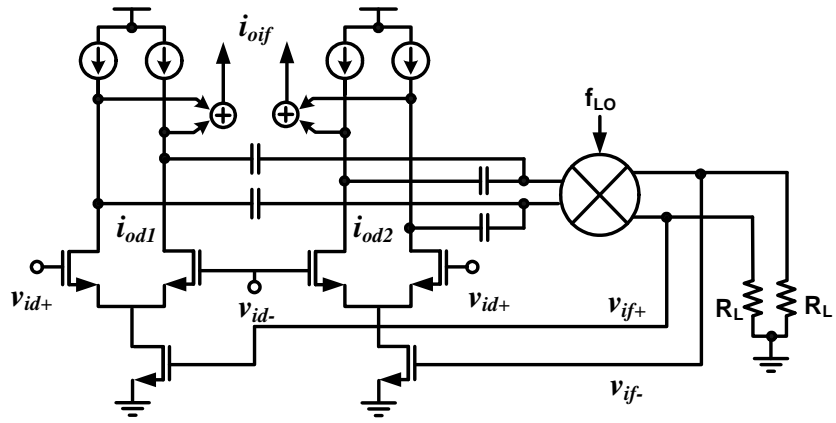 i_oif
f_LO
i_od1
i_od2
v_id+
v_id-
v_id+
v_if+
R_L
R_L
v_if-